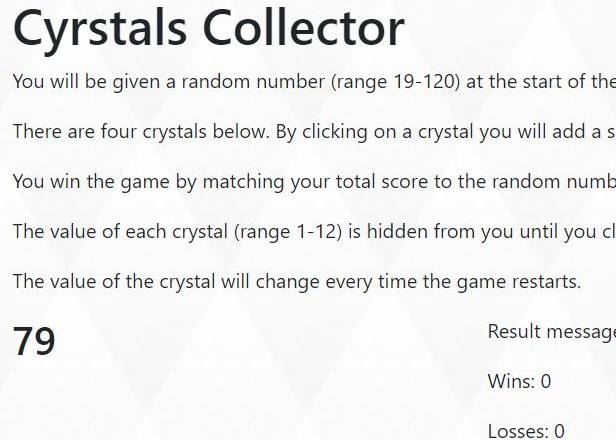 Cyrstals Collector
You will be given a random number (range 19-120) at the start of the
There are four crystals below. By clicking on a crystal you will add a s
You win the game by matching your total score to the random numb
The value of each crystal (range 1-12) is hidden from you until you cl
The value of the crystal will change every time the game restarts.
79
Result message
Wins: 0
Losses: 0